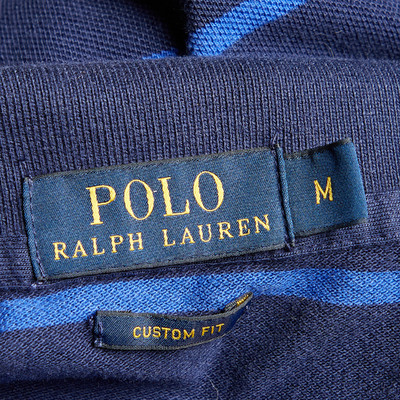 POLO
RALPH LAUREN
M
CUSTOM FIT